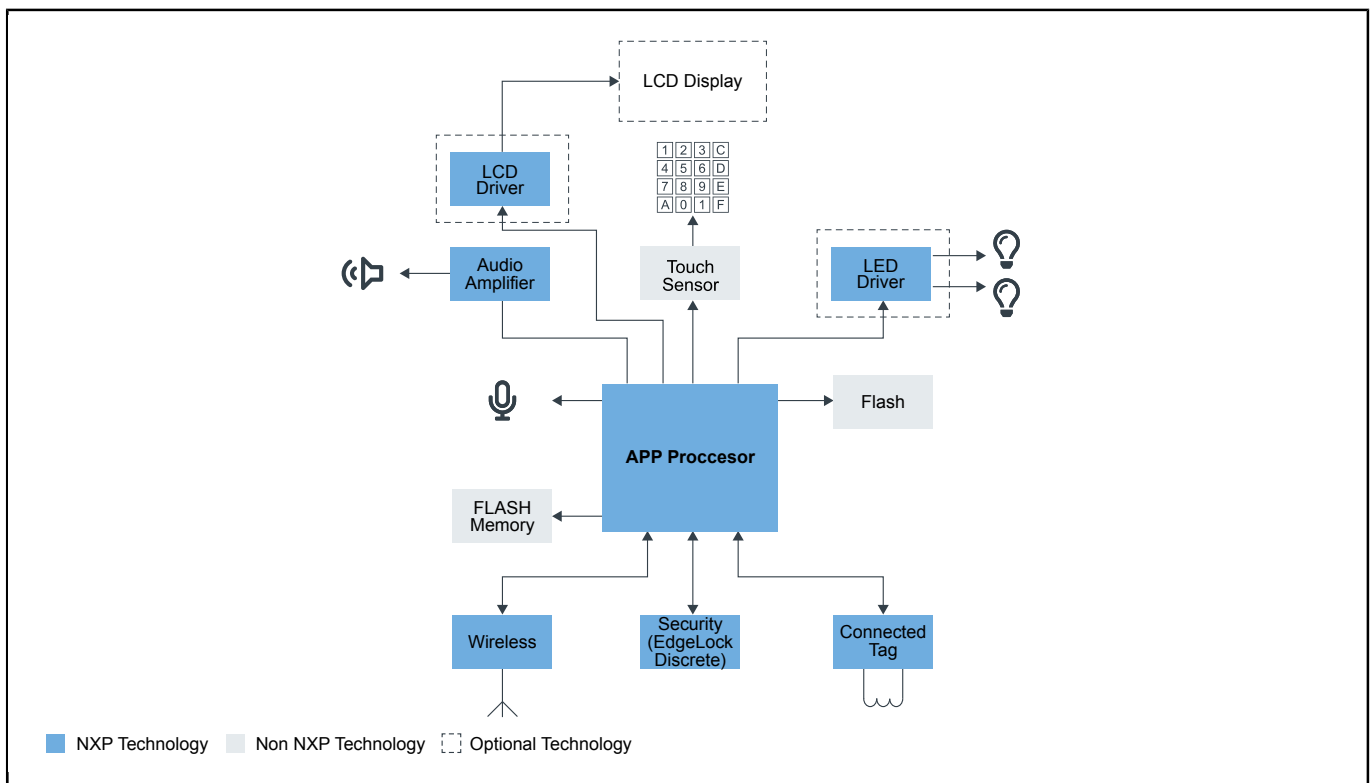 LCD Display
LCD
Driver
1 2 3 C
4 5 6 D
7 8 9 E
A 0 1 F
Audio
Amplifier
Touch
Sensor
LED
Driver
Flash
APP Proccesor
FLASH
Memory
Wireless
Security
(EdgeLock
Discrete)
Connected
Tag
NXP Technology
Non NXP Technology
Optional Technology